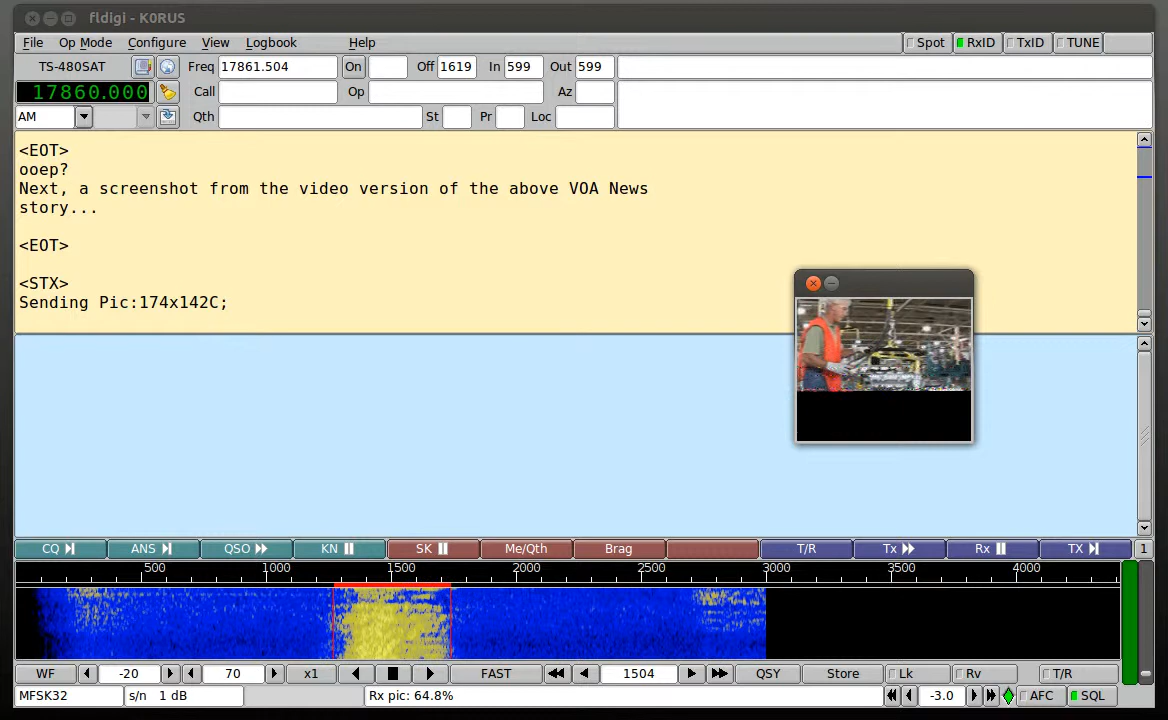 fldigi - K0RUS
File Op Mode Configure View Logbook Help Spot RxID TxID TUNE
TS-480SAT Freq 17861.504 On Off 1619 In 599 Out 599
17860.000 Call Op Az
AM Qth St Pr Loc
<EOT>
ooep?
Next, a screenshot from the video version of the above VOA News
story...
<EOT>
<STX>
Sending Pic:174x142C;
CQ ANS QSO KN SK Me/Qth Brag T/R Tx Rx TX 1
500 1000 1500 2000 2500 3000 3500 4000
WF -20 70 x1 FAST 1504 QSY Store Lk Rv T/R
MFSK32 s/n 1 dB Rx pic: 64.8% -3.0 AFC SQL